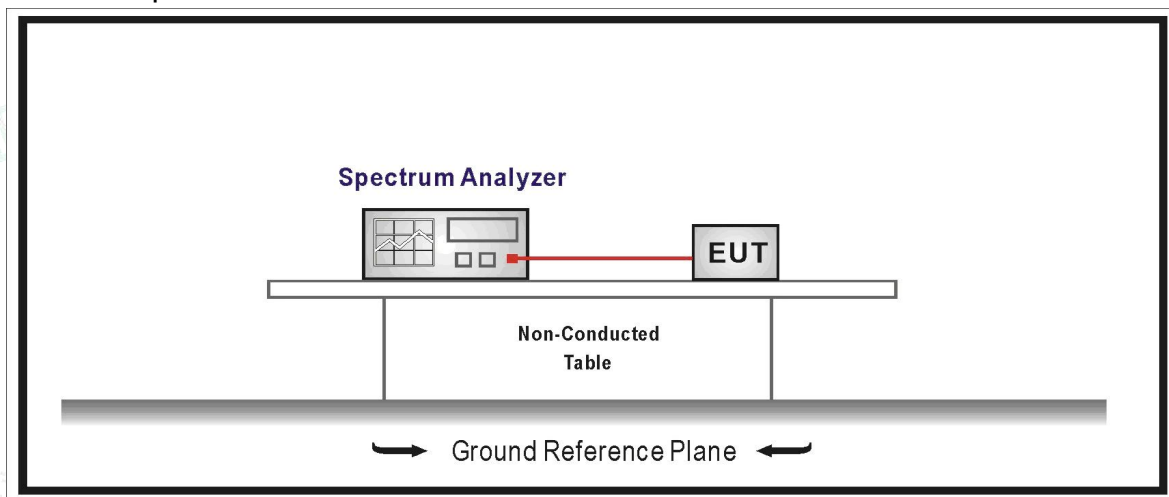 Spectrum Analyzer
EUT
Non-Conducted
Table
Ground Reference Plane